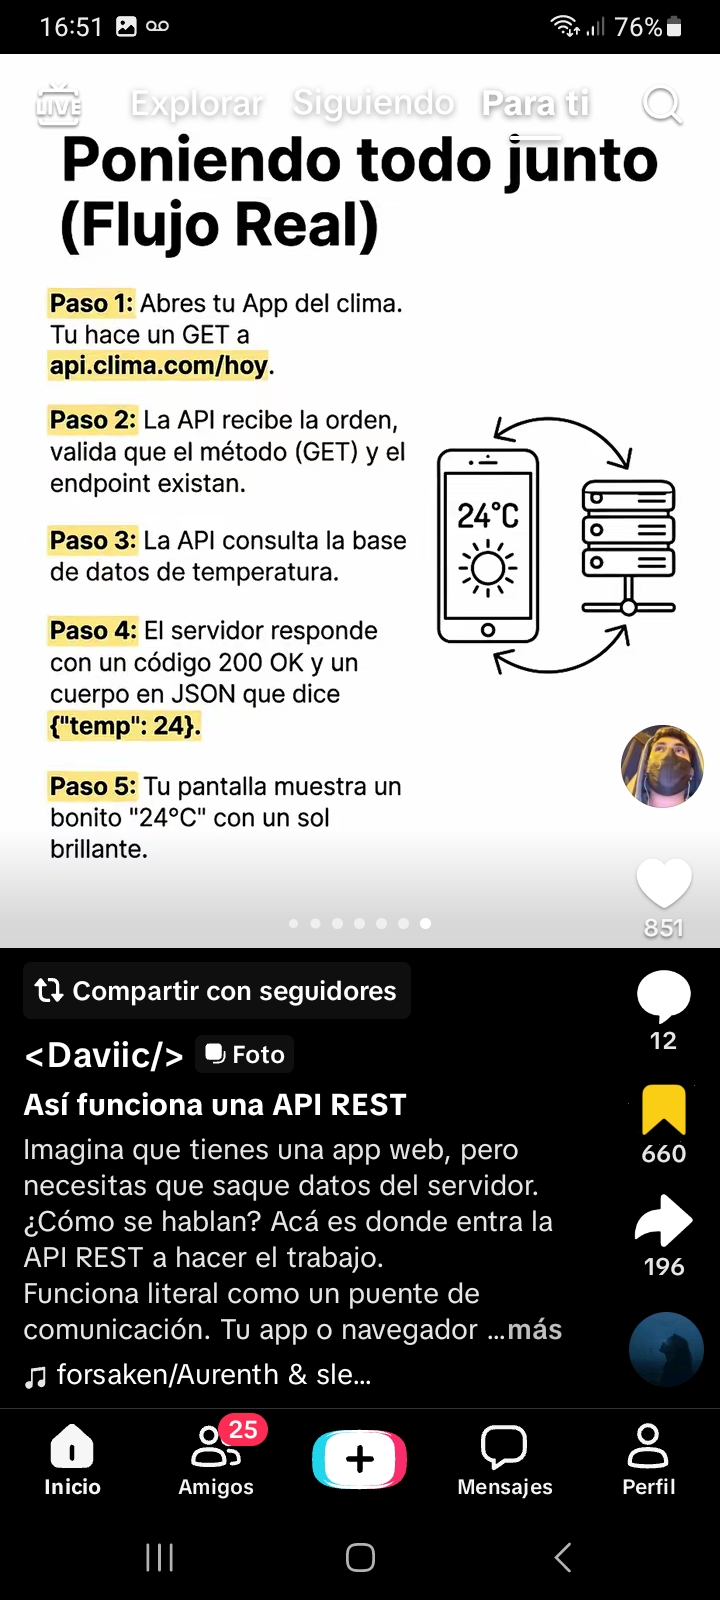 16:51
76%
LIVE
Explorar Siguiendo Para ti
Poniendo todo junto
(Flujo Real)
Paso 1: Abres tu App del clima.
Tu hace un GET a
api.clima.com/hoy.
Paso 2: La API recibe la orden,
valida que el método (GET) y el
endpoint existan.
Paso 3: La API consulta la base
de datos de temperatura.
Paso 4: El servidor responde
con un código 200 OK y un
cuerpo en JSON que dice
{"temp": 24}.
Paso 5: Tu pantalla muestra un
bonito "24°C" con un sol
brillante.
24°C
851
Compartir con seguidores
12
<Daviic/> Foto
Así funciona una API REST
660
Imagina que tienes una app web, pero
necesitas que saque datos del servidor.
¿Cómo se hablan? Acá es donde entra la
API REST a hacer el trabajo.
196
Funciona literal como un puente de
comunicación. Tu app o navegador ...más
forsaken/Aurenth & sle...
25
Inicio
Amigos
Mensajes
Perfil